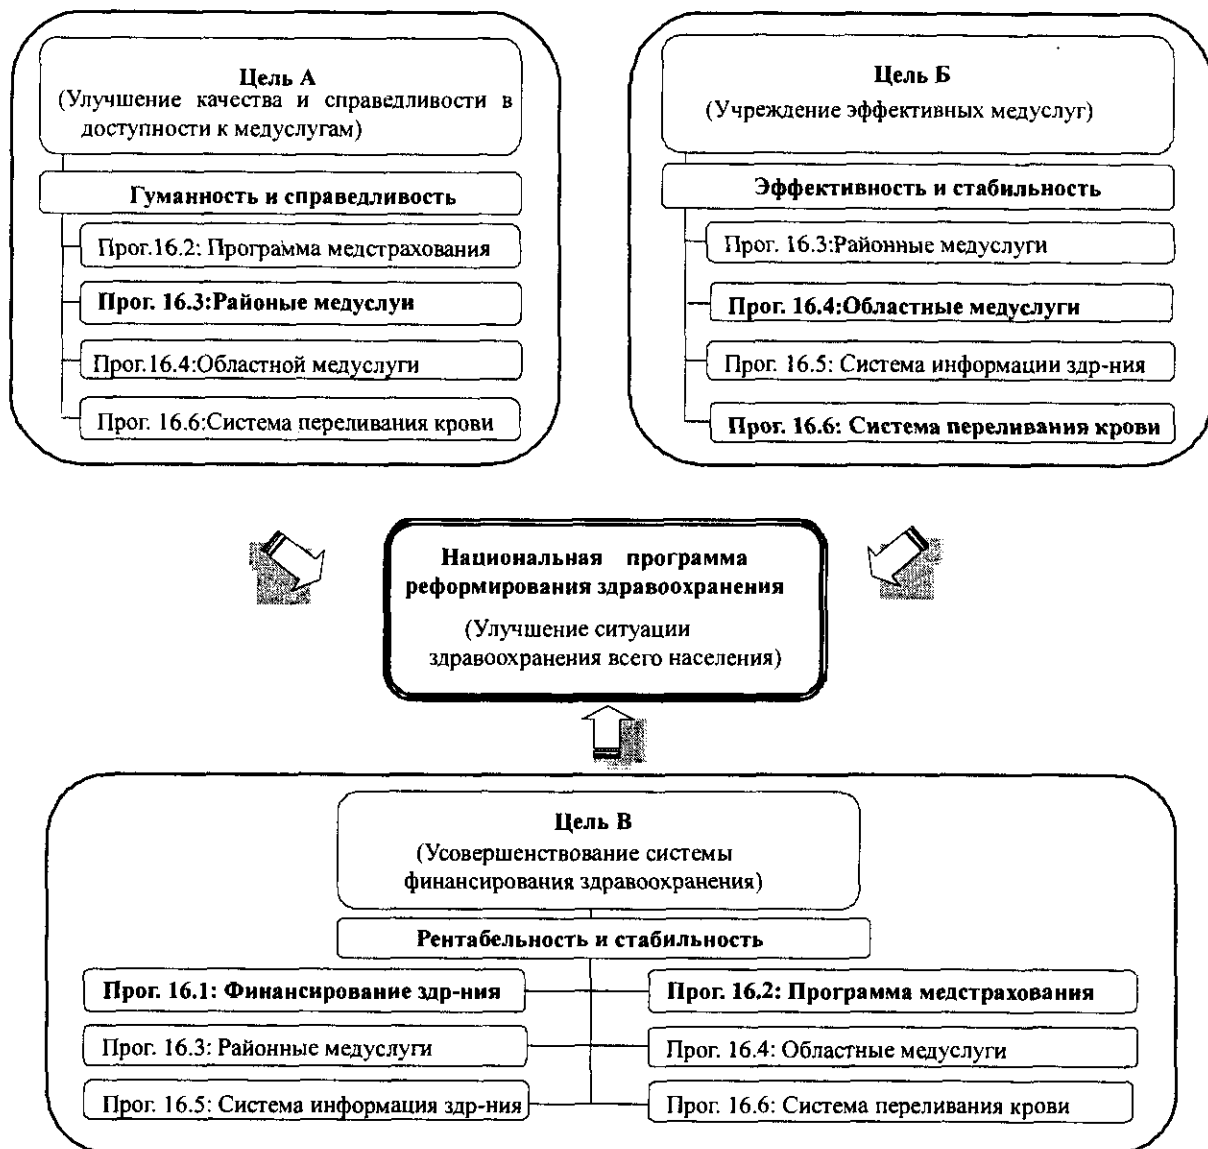 Цель А
(Улучшение качества и справедливости в
доступности к медуслугам)
Гуманность и справедливость
Прог.16.2: Программа медстрахования
Прог. 16.3:Районые медуслуи
Прог.16.4:Областной медуслуги
Прог. 16.6:Система переливания крови
Цель Б
(Учреждение эффективных медуслуг)
Эффективность и стабильность
Прог. 16.3:Районные медуслуги
Прог. 16.4:Областные медуслуги
Прог. 16.5: Система информации здр-ния
Прог. 16.6: Система переливания крови
Национальная программа
реформирования здравоохранения
(Улучшение ситуации
здравоохранения всего населения)
Цель В
(Усовершенствование системы
финансирования здравоохранения)
Рентабельность и стабильность
Прог. 16.1: Финансирование здр-ния
Прог. 16.2: Программа медстрахования
Прог. 16.3: Районные медуслуги
Прог. 16.4: Областные медуслуги
Прог. 16.5: Система информация здр-ния
Прог. 16.6: Система переливания крови